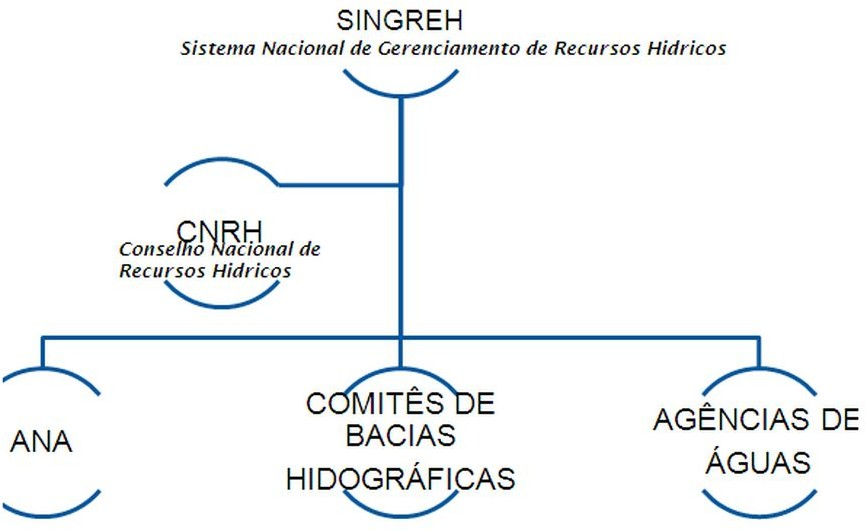 SINGREH
Sistema Nacional de Gerenciamento de Recursos Hidricos
CNRH
Conselho Nacional de
Recursos Hidricos
ANA
COMITÊS DE
BACIAS
HIDOGRÁFICAS
AGÊNCIAS DE
ÁGUAS